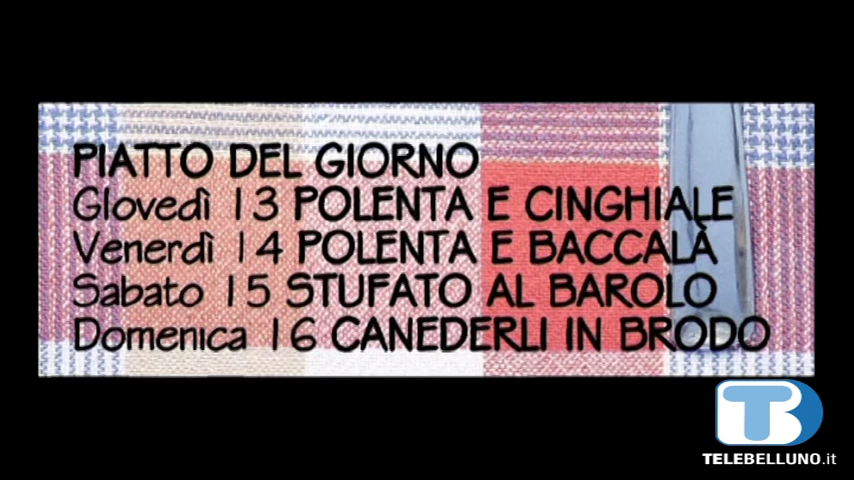 PIATTO DEL GIORNO
Giovedì 13 POLENTA E CINGHIALE
Venerdì 14 POLENTA E BACCALÀ
Sabato 15 STUFATO AL BAROLO
Domenica 16 CANEDERLI IN BRODO
TB
TELEBELLUNO.it